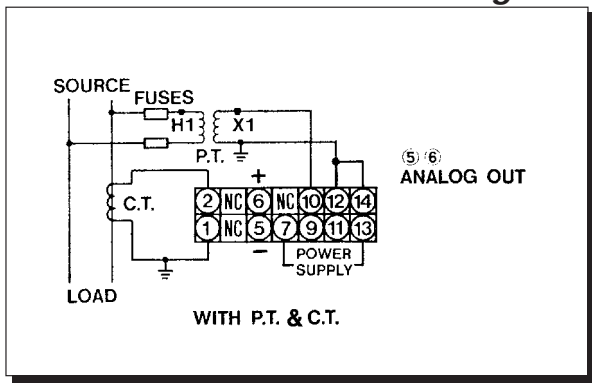 SOURCE
FUSES
H1 X1
P.T.
⑤ ⑥
ANALOG OUT
+
C.T.
2 NC 6 NC 10 12 14
1 NC 5 7 9 11 13
−
POWER
SUPPLY
LOAD
WITH P.T. & C.T.